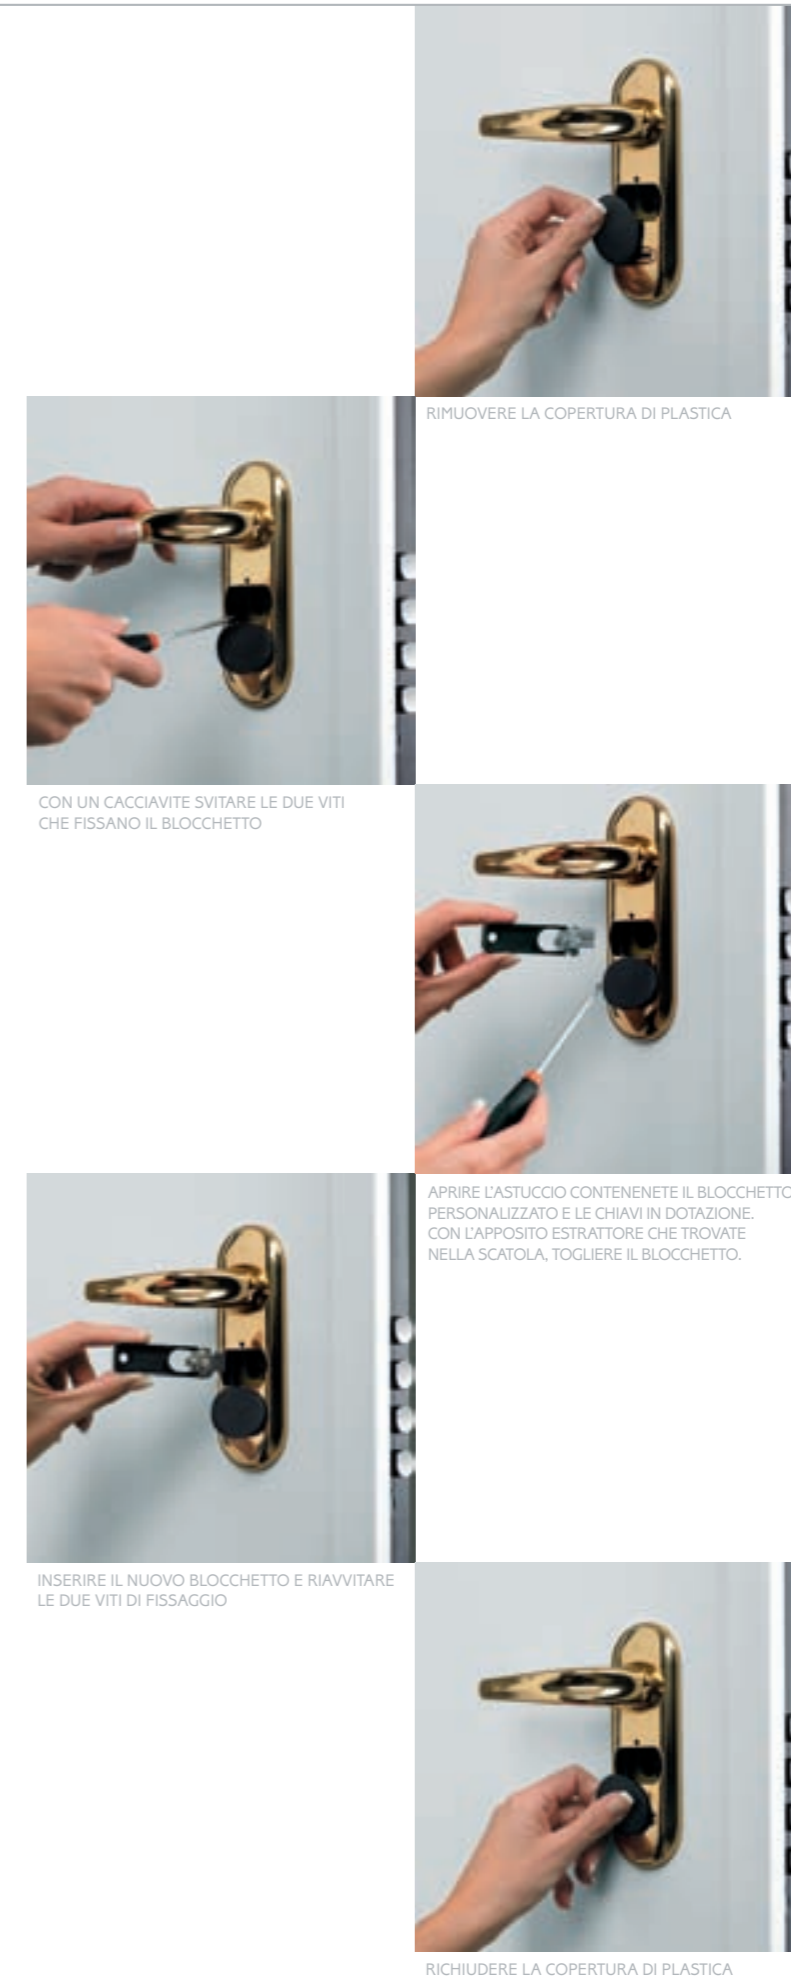 RIMUOVERE LA COPERTURA DI PLASTICA
CON UN CACCIAVITE SVITARE LE DUE VITI
CHE FISSANO IL BLOCCHETTO
APRIRE L'ASTUCCIO CONTENENETE IL BLOCCHETTO
PERSONALIZZATO E LE CHIAVI IN DOTAZIONE.
CON L'APPOSITO ESTRATTORE CHE TROVATE
NELLA SCATOLA, TOGLIERE IL BLOCCHETTO.
INSERIRE IL NUOVO BLOCCHETTO E RIAVVITARE
LE DUE VITI DI FISSAGGIO
RICHIUDERE LA COPERTURA DI PLASTICA